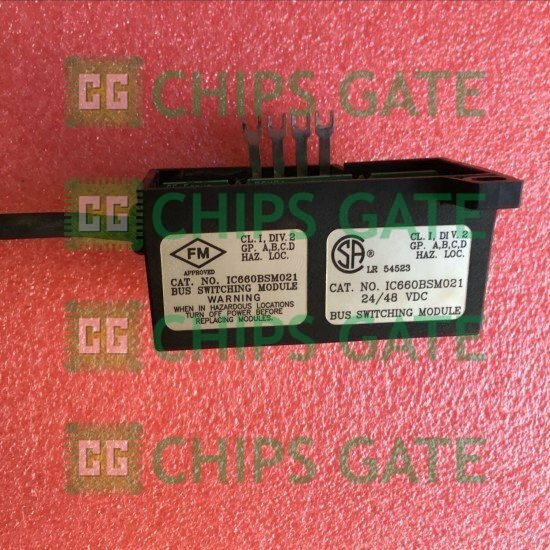 CG CHIPS GATE
CG CHIPS GATE
CG CHIPS GATE
CG CHIPS GATE
FM
APPROVED
CL. I, DIV. 2
GP. A,B,C,D
HAZ. LOC.
CAT. NO. IC660BSM021
BUS SWITCHING MODULE
WARNING
WHEN IN HAZARDOUS LOCATIONS
TURN OFF POWER BEFORE
REPLACING MODULES.
SA ®
LR 54523
CL. I, DIV. 2
GP. A,B,C,D
HAZ. LOC.
CAT. NO. IC660BSM021
24/48 VDC
BUS SWITCHING MODULE